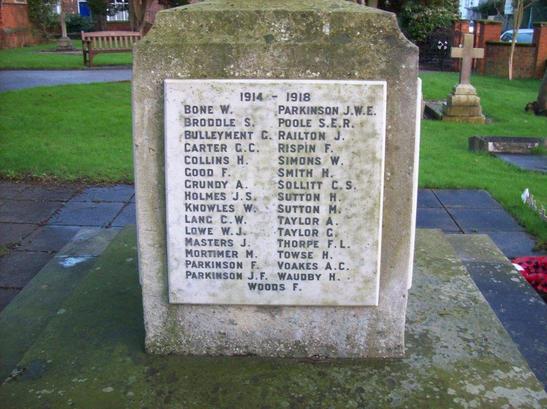 1914 - 1918
BONE W. PARKINSON J.W.E.
BRODDLE S. POOLE S.E.R.
BULLEYMENT G. RAILTON J.
CARTER G.C. RISPIN F.
COLLINS H. SIMONS W.
GOOD F. SMITH H.
GRUNDY A. SOLLITT C.S.
HOLMES J.S. SUTTON H.
KNOWLES W. SUTTON M.
LANG C.W. TAYLOR A.
LOWE W.J. TAYLOR G.
MASTERS J. THORPE F.L.
MORTIMER M. TOWSE H.
PARKINSON F. VOAKES A.C.
PARKINSON J.F. WAUDBY H.
WOODS F.